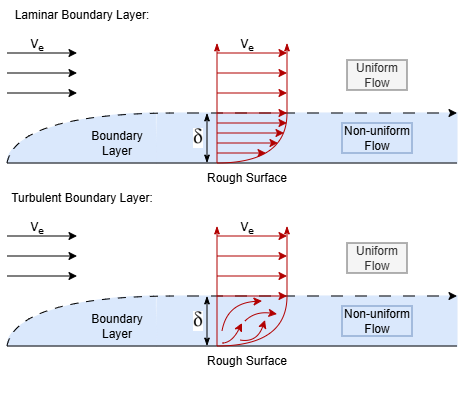 Laminar Boundary Layer:
Vₑ
Vₑ
Uniform
Flow
δ
Boundary
Layer
Non-uniform
Flow
Rough Surface
Turbulent Boundary Layer:
Vₑ
Vₑ
Uniform
Flow
δ
Boundary
Layer
Non-uniform
Flow
Rough Surface